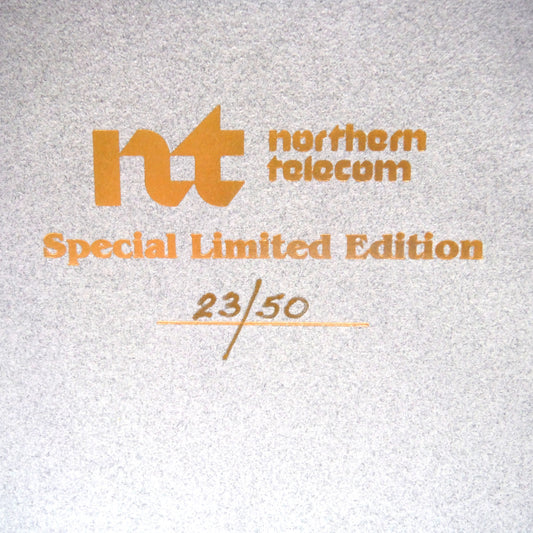 nt northern
telecom
Special Limited Edition
23/50